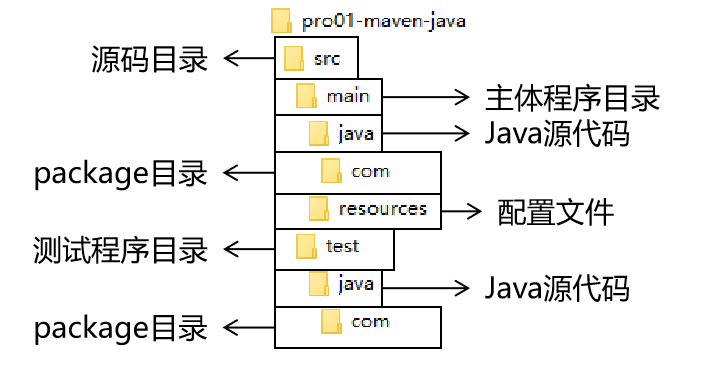 pro01-maven-java
源码目录
src
main
主体程序目录
java
Java源代码
package目录
com
resources
配置文件
测试程序目录
test
java
Java源代码
package目录
com